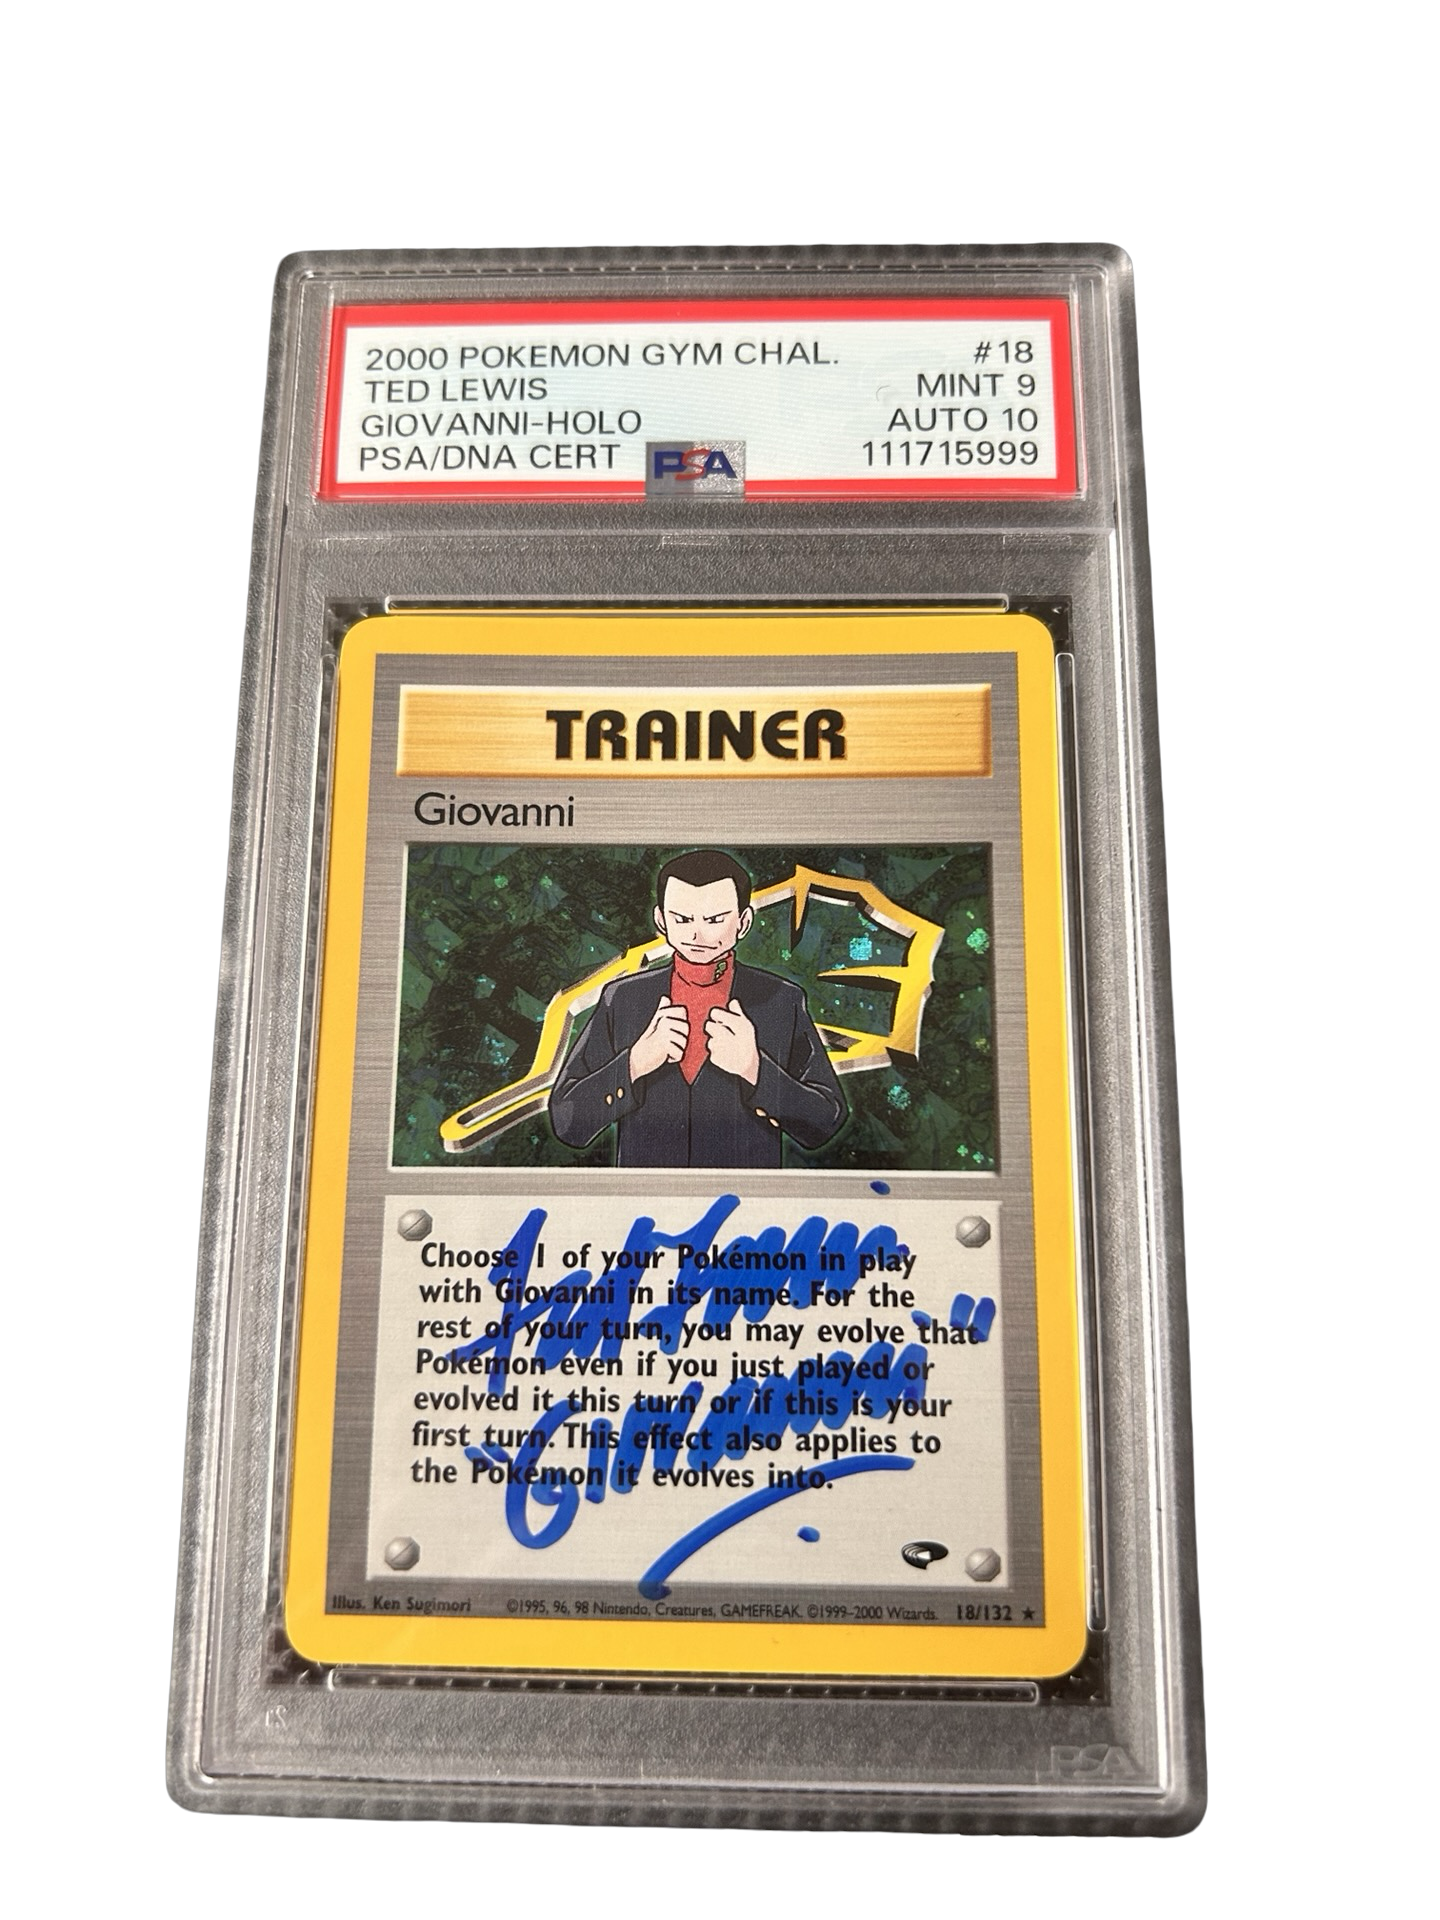 2000 POKEMON GYM CHAL. #18
TED LEWIS MINT 9
GIOVANNI-HOLO AUTO 10
PSA/DNA CERT PSA 111715999
TRAINER
Giovanni
Choose 1 of your Pokémon in play
with Giovanni in its name. For the
rest of your turn, you may evolve that
Pokémon even if you just played or
evolved it this turn or if this is your
first turn. This effect also applies to
the Pokémon it evolves into.
Ted Lewis
"Giovanni"
Illus. Ken Sugimori ©1995, 96, 98 Nintendo, Creatures, GAMEFREAK. ©1999-2000 Wizards. 18/132 ★
PSA